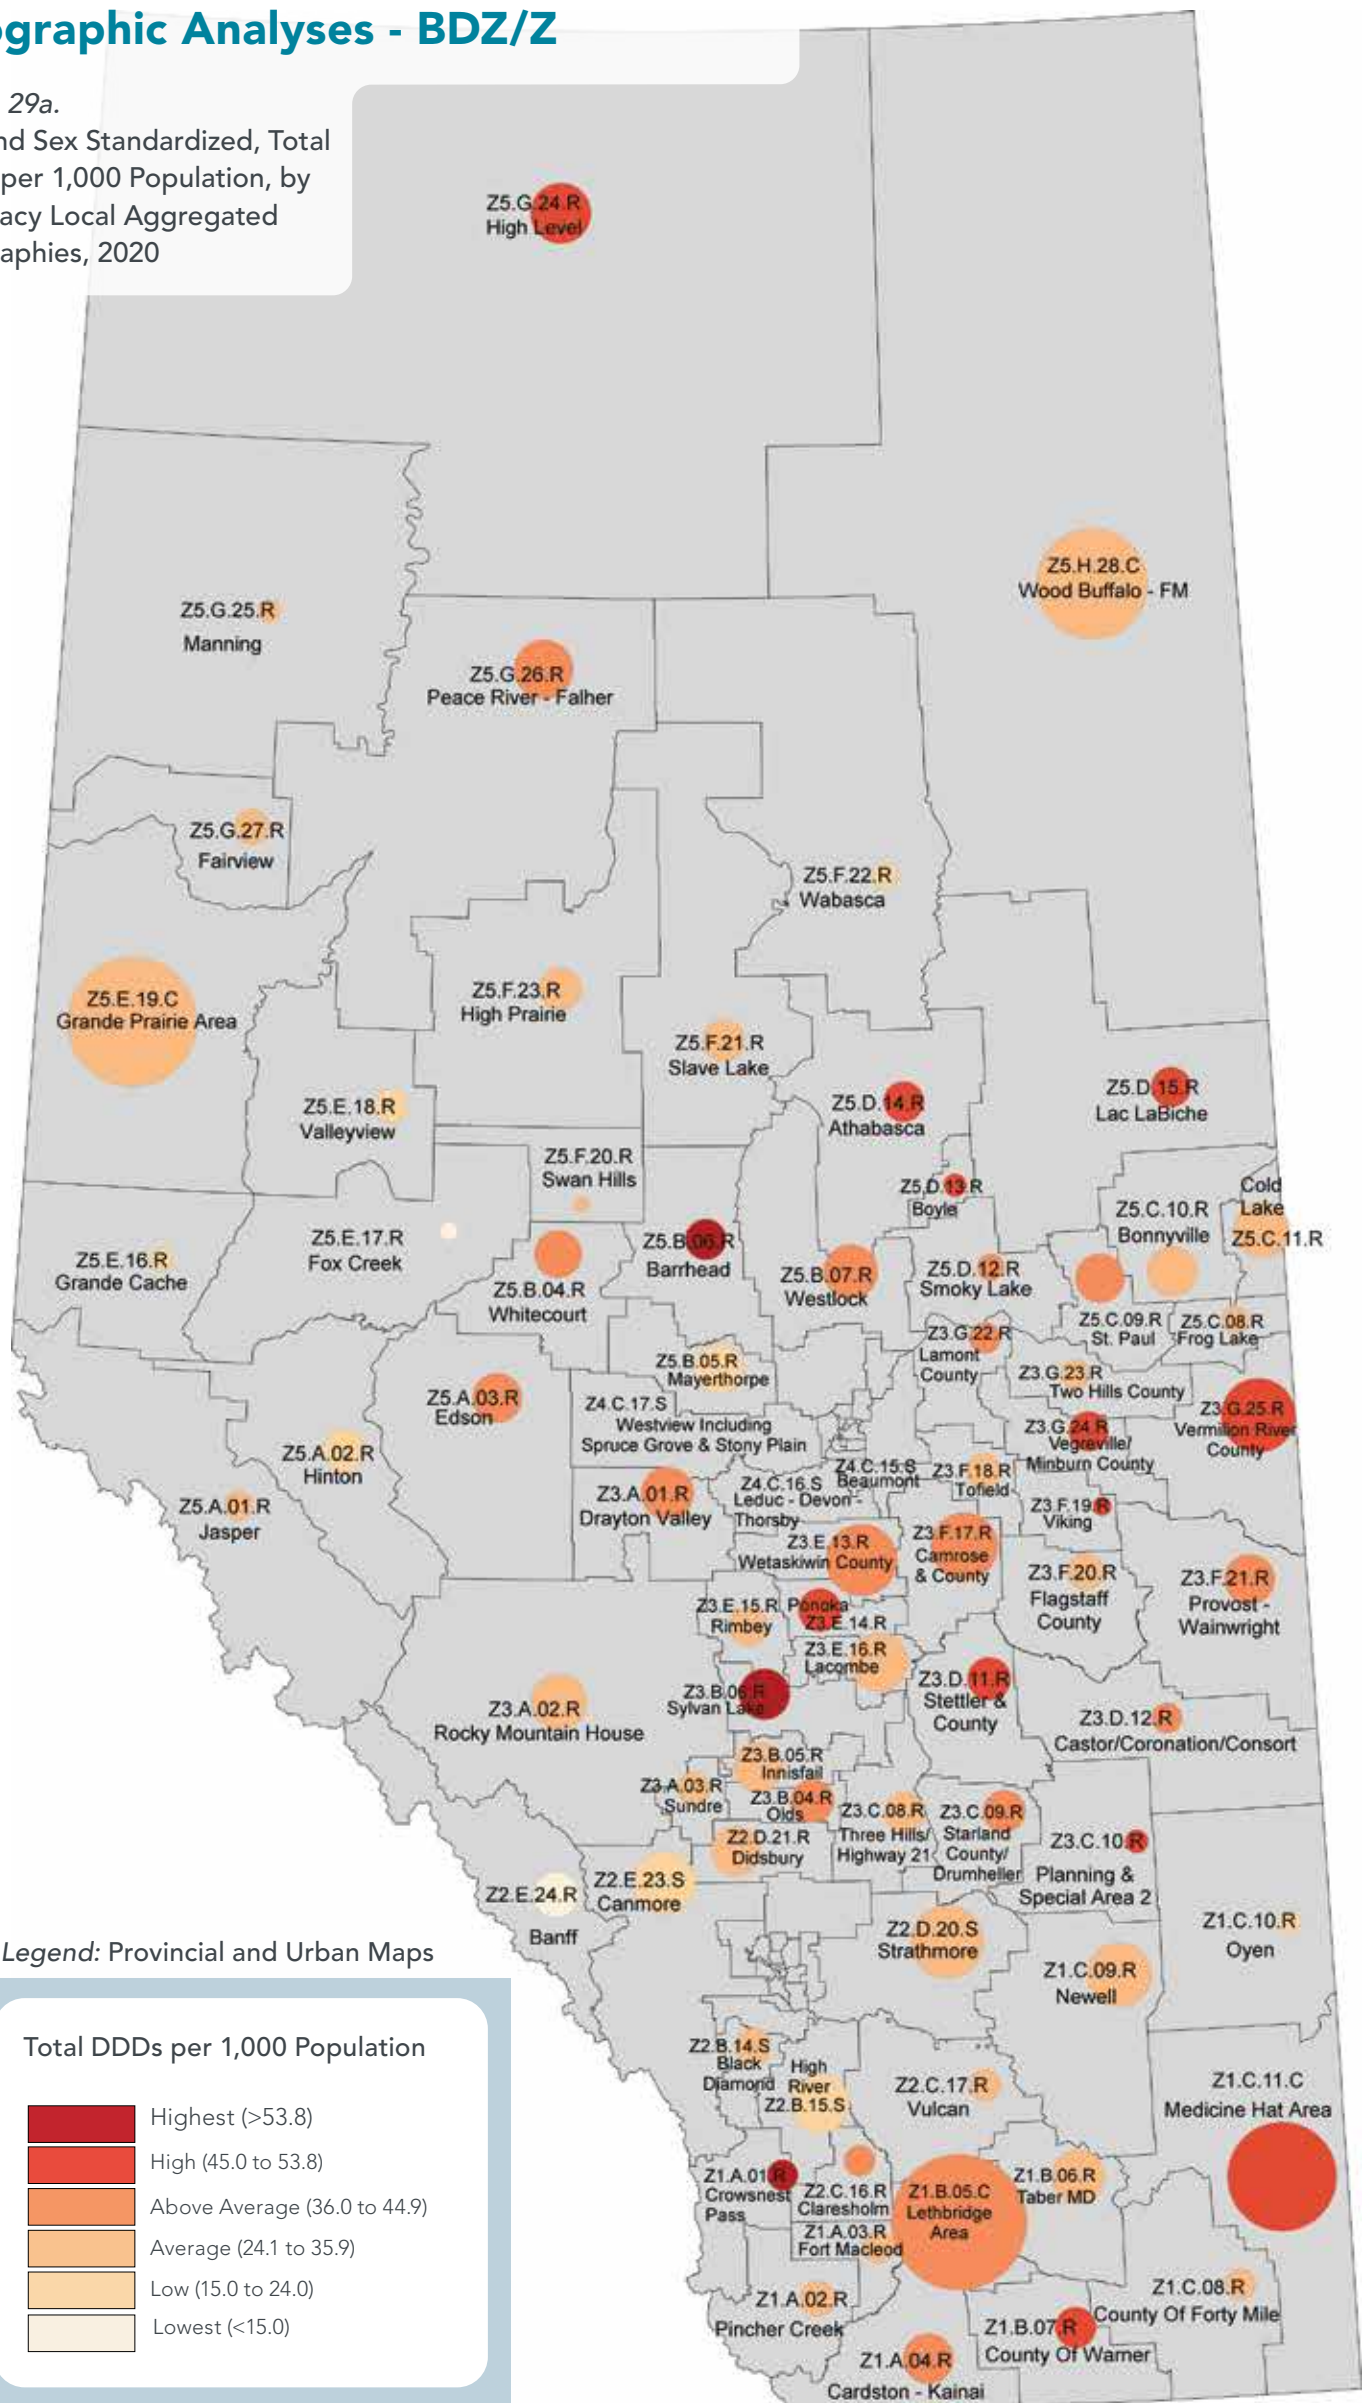 ographic Analyses - BDZ/Z
29a.
nd Sex Standardized, Total
per 1,000 Population, by
acy Local Aggregated
aphies, 2020
Z5.G.24.R
High Level
Z5.H.28.C
Wood Buffalo - FM
Z5.G.25.R
Manning
Z5.G.26.R
Peace River - Falher
Z5.G.27.R
Fairview
Z5.F.22.R
Wabasca
Z5.E.19.C
Grande Prairie Area
Z5.F.23.R
High Prairie
Z5.F.21.R
Slave Lake
Z5.E.18.R
Valleyview
Z5.D.14.R
Athabasca
Z5.D.15.R
Lac LaBiche
Z5.F.20.R
Swan Hills
Z5.D.13.R
Boyle
Cold
Lake
Z5.C.11.R
Z5.C.10.R
Bonnyville
Z5.E.17.R
Fox Creek
Z5.E.16.R
Grande Cache
Z5.B.06.R
Barrhead
Z5.B.04.R
Whitecourt
Z5.B.07.R
Westlock
Z5.D.12.R
Smoky Lake
Z5.C.09.R
St. Paul
Z5.C.08.R
Frog Lake
Z3.G.22.R
Lamont
County
Z5.B.05.R
Mayerthorpe
Z3.G.23.R
Two Hills County
Z5.A.03.R
Edson
Z4.C.17.S
Westview Including
Spruce Grove & Stony Plain
Z3.G.25.R
Vermilion River
County
Z3.G.24.R
Vegreville/
Minburn County
Z5.A.02.R
Hinton
Z4.C.15.S
Beaumont
Z3.F.18.R
Tofield
Z4.C.16.S
Leduc - Devon -
Thorsby
Z3.A.01.R
Drayton Valley
Z5.A.01.R
Jasper
Z3.F.19.R
Viking
Z3.E.13.R
Wetaskiwin County
Z3.F.17.R
Camrose
& County
Z3.F.20.R
Flagstaff
County
Z3.F.21.R
Provost -
Wainwright
Z3.E.15.R
Rimbey
Ponoka
Z3.E.14.R
Z3.E.16.R
Lacombe
Z3.B.06.R
Sylvan Lake
Z3.D.11.R
Stettler &
County
Z3.A.02.R
Rocky Mountain House
Z3.D.12.R
Castor/Coronation/Consort
Z3.B.05.R
Innisfail
Z3.A.03.R
Sundre
Z3.B.04.R
Olds
Z3.C.08.R
Three Hills/
Highway 21
Z3.C.09.R
Starland
County/
Drumheller
Z3.C.10.R
Planning &
Special Area 2
Z2.D.21.R
Didsbury
Z2.E.23.S
Canmore
Z2.E.24.R
Banff
Z2.D.20.S
Strathmore
Z1.C.10.R
Oyen
Z1.C.09.R
Newell
Z2.B.14.S
Black
Diamond
High
River
Z2.B.15.S
Z2.C.17.R
Vulcan
Z1.C.11.C
Medicine Hat Area
Z1.A.01.R
Crowsnest
Pass
Z2.C.16.R
Claresholm
Z1.B.05.C
Lethbridge
Area
Z1.B.06.R
Taber MD
Z1.A.03.R
Fort Macleod
Z1.A.02.R
Pincher Creek
Z1.C.08.R
County Of Forty Mile
Z1.B.07.R
County Of Warner
Z1.A.04.R
Cardston - Kainai
Legend: Provincial and Urban Maps
Total DDDs per 1,000 Population
Highest (>53.8)
High (45.0 to 53.8)
Above Average (36.0 to 44.9)
Average (24.1 to 35.9)
Low (15.0 to 24.0)
Lowest (<15.0)